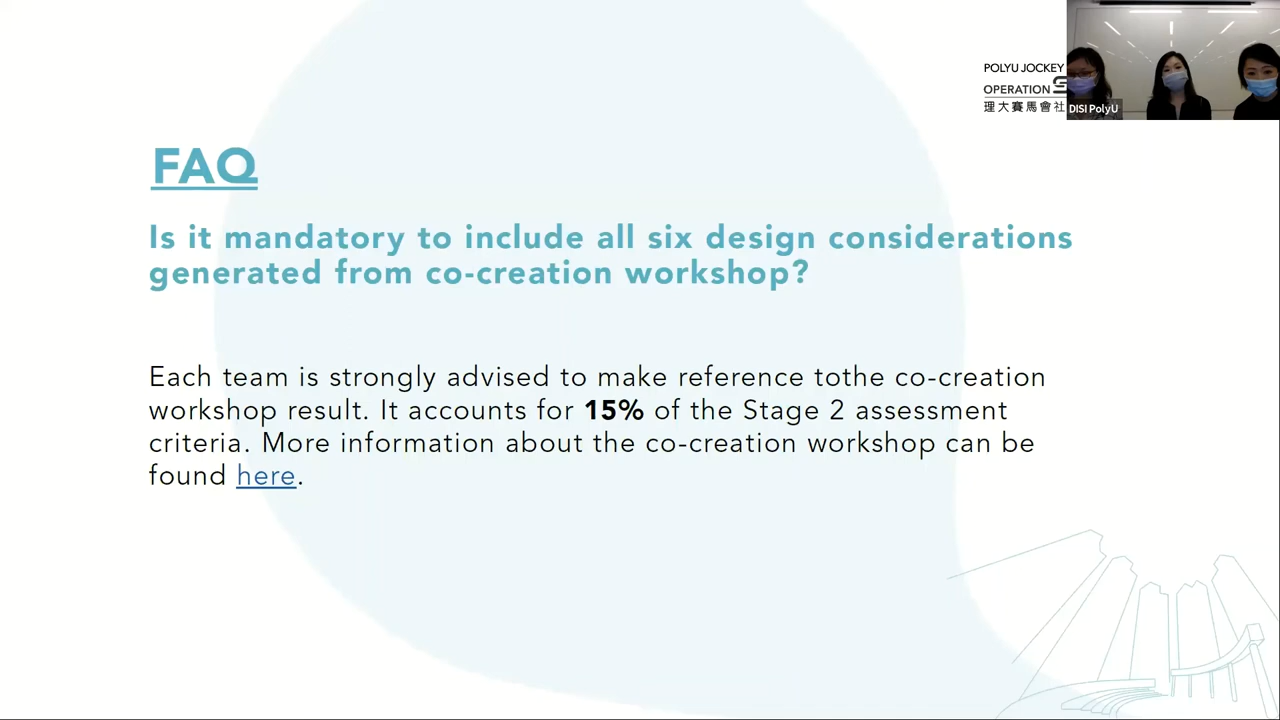 POLYU JOCKEY
OPERATION S
理大賽馬會社
DISI PolyU
FAQ
Is it mandatory to include all six design considerations
generated from co-creation workshop?
Each team is strongly advised to make reference tothe co-creation
workshop result. It accounts for 15% of the Stage 2 assessment
criteria. More information about the co-creation workshop can be
found here.